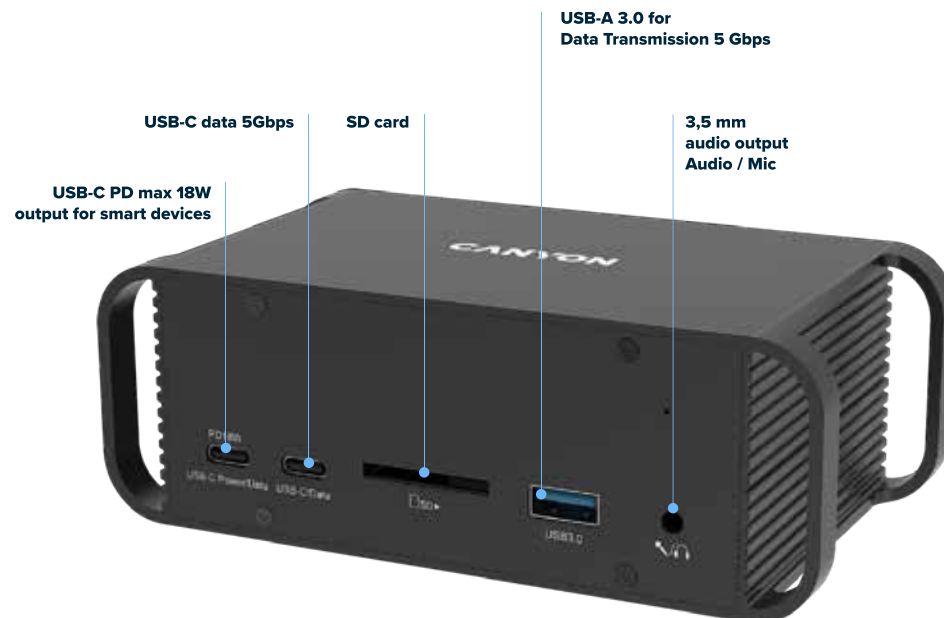 USB-A 3.0 for
Data Transmission 5 Gbps
USB-C data 5Gbps
SD card
3,5 mm
audio output
Audio / Mic
USB-C PD max 18W
output for smart devices
CANYON
PD18W
USB-C Power/Data
USB-C/Data
SD
USB3.0